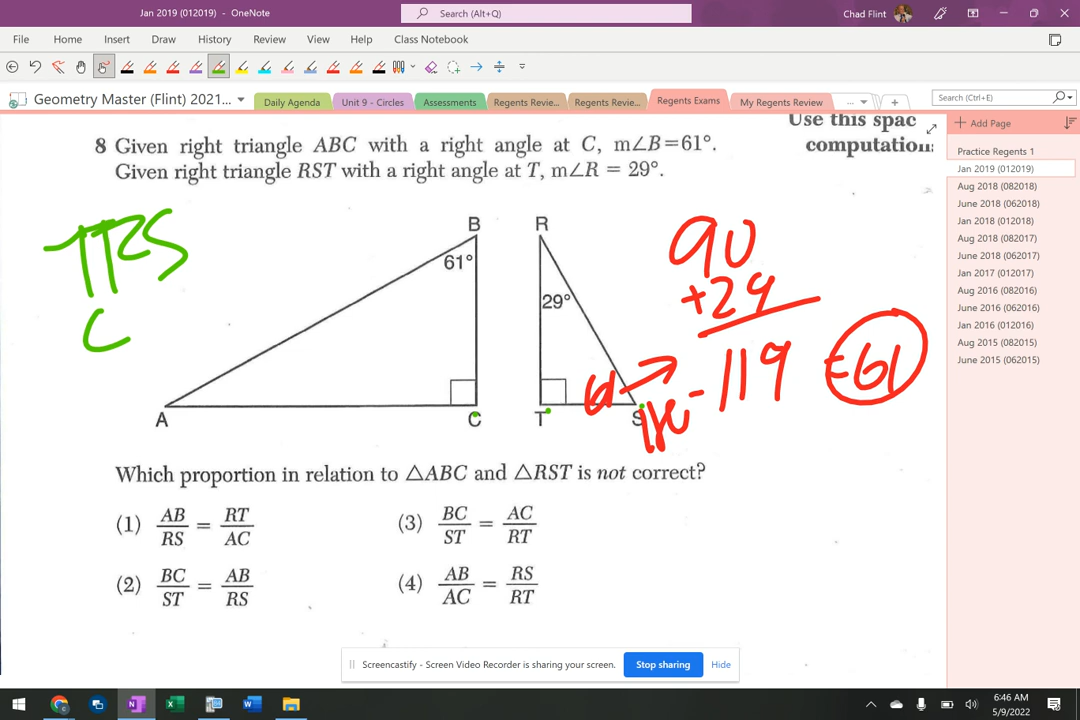 Jan 2019 (012019) - OneNote
Search (Alt+Q)
Chad Flint
File Home Insert Draw History Review View Help Class Notebook
Geometry Master (Flint) 2021...
Daily Agenda
Unit 9 - Circles
Assessments
Regents Revie...
Regents Revie...
Regents Exams
My Regents Review
...
Search (Ctrl+E)
Add Page
Practice Regents 1
Jan 2019 (012019)
Aug 2018 (082018)
June 2018 (062018)
Jan 2018 (012018)
Aug 2017 (082017)
June 2017 (062017)
Jan 2017 (012017)
Aug 2016 (082016)
June 2016 (062016)
Jan 2016 (012016)
Aug 2015 (082015)
June 2015 (062015)
Use this spac
computation:
8 Given right triangle ABC with a right angle at C, m∠B=61°.
Given right triangle RST with a right angle at T, m∠R = 29°.
TRS
C
B
61°
A
C
R
29°
T
S
90
+29
119
=61
61
180-
Which proportion in relation to △ABC and △RST is not correct?
(1) AB/RS = RT/AC
(2) BC/ST = AB/RS
(3) BC/ST = AC/RT
(4) AB/AC = RS/RT
Screencastify - Screen Video Recorder is sharing your screen.
Stop sharing
Hide
6:46 AM
5/9/2022